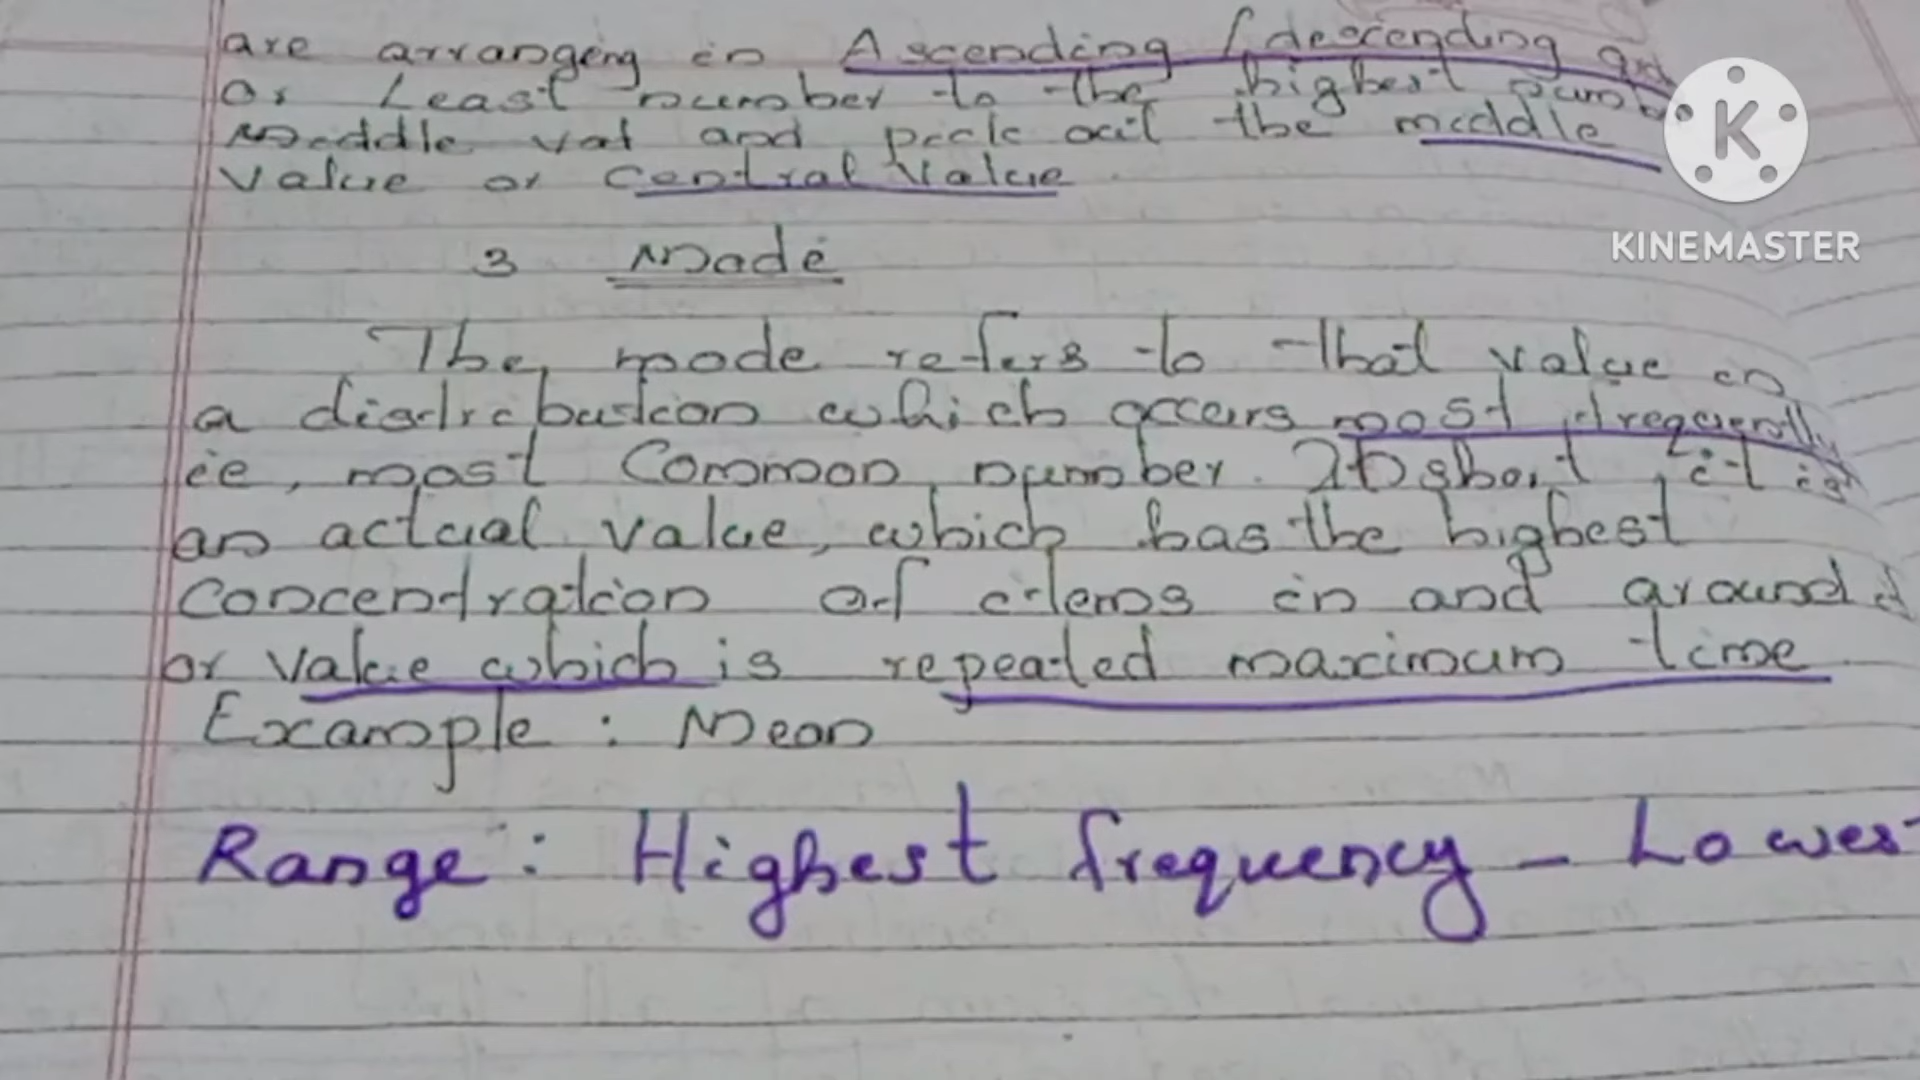 are arranging in Ascending / descending
or Least number to the highest
Middle val and pick out the middle
value or central value
3 Mode
The mode refers to that value in
a distribution which occurs most frequently
ie, most Common number. It short, it is
an actual value, which has the highest
Concentration of items in and around it
or value which is repeated maximum time
Example : Mean
Range : Highest frequency - Lowest
K
KINEMASTER